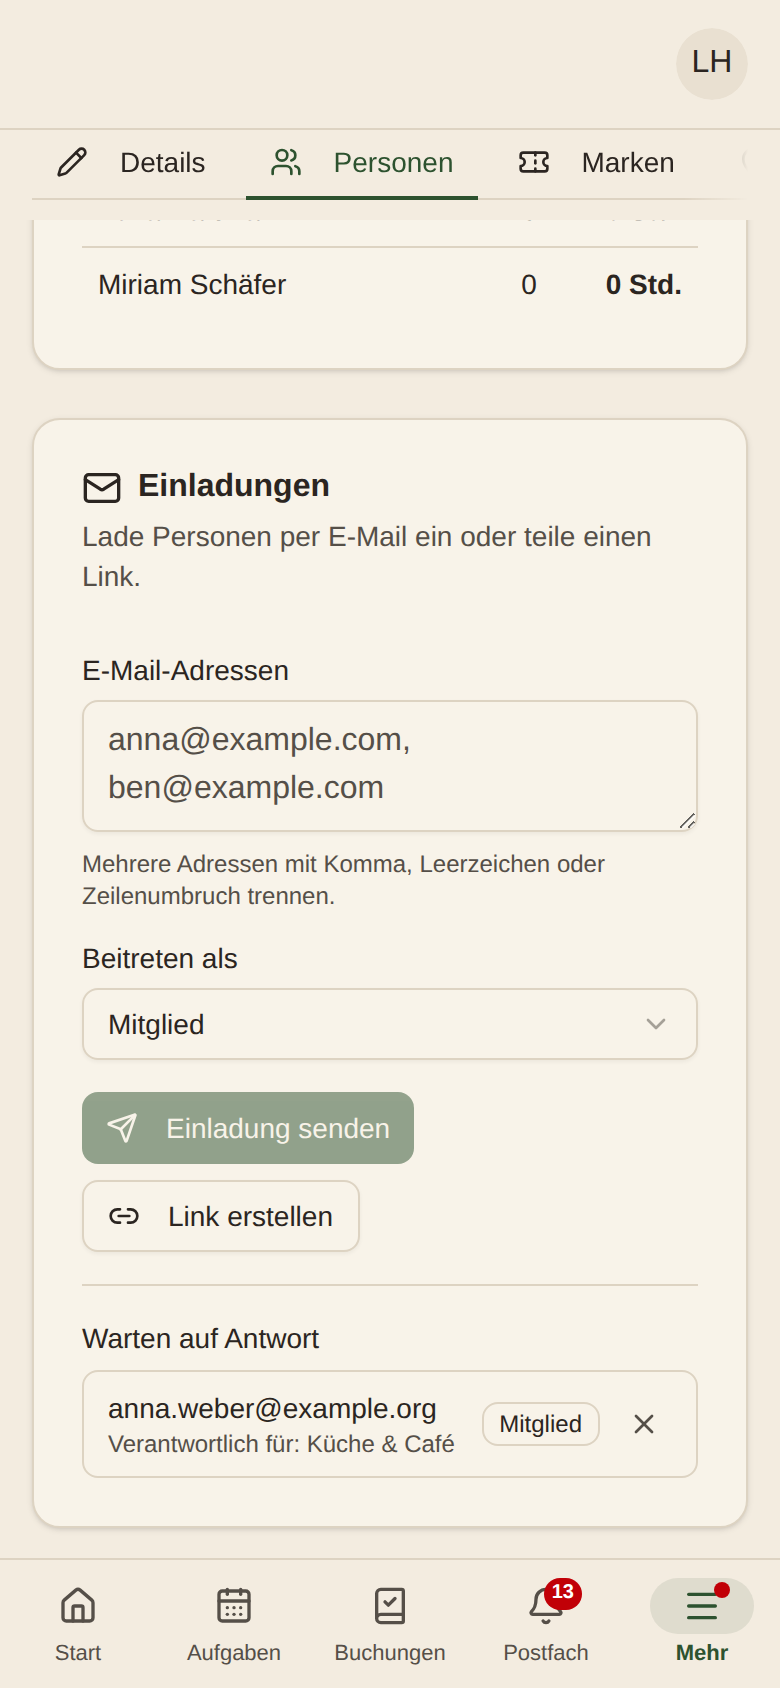 LH
Details
Personen
Marken
Miriam Schäfer 0 0 Std.
Einladungen
Lade Personen per E-Mail ein oder teile einen
Link.
E-Mail-Adressen
anna@example.com,
ben@example.com
Mehrere Adressen mit Komma, Leerzeichen oder
Zeilenumbruch trennen.
Beitreten als
Mitglied
Einladung senden
Link erstellen
Warten auf Antwort
anna.weber@example.org
Verantwortlich für: Küche & Café
Mitglied
13
Start
Aufgaben
Buchungen
Postfach
Mehr